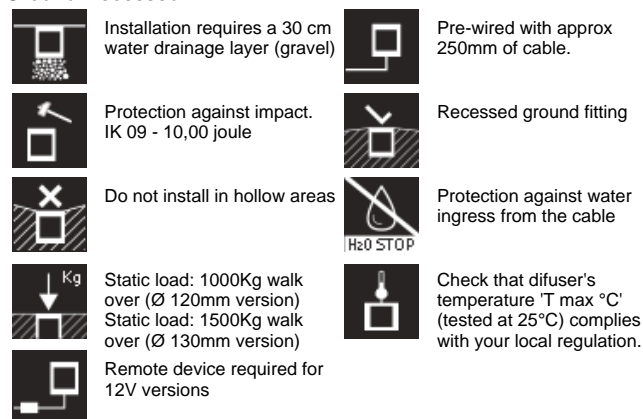 Installation requires a 30 cm
water drainage layer (gravel)
Pre-wired with approx
250mm of cable.
Protection against impact.
IK 09 - 10,00 joule
Recessed ground fitting
Do not install in hollow areas
H2O STOP
Protection against water
ingress from the cable
Kg
Static load: 1000Kg walk
over (Ø 120mm version)
Static load: 1500Kg walk
over (Ø 130mm version)
Check that difuser's
temperature 'T max °C'
(tested at 25°C) complies
with your local regulation.
Remote device required for
12V versions